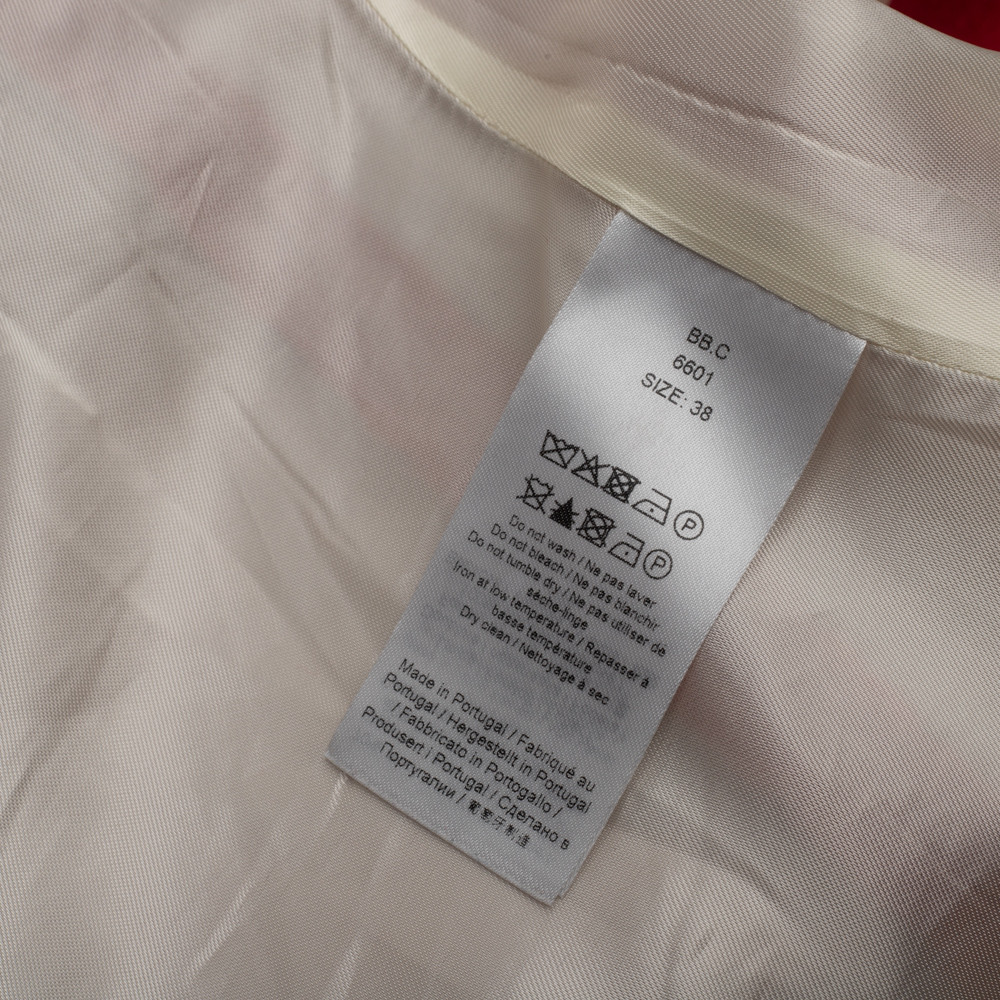 BB.C
6601
SIZE: 38
P
P
Do not wash / Ne pas laver
Do not bleach / Ne pas blanchir
Do not tumble dry / Ne pas utiliser de
séche-linge
Iron at low temperature / Repasser à
basse température
Dry clean / Nettoyage à sec
Made in Portugal / Fabriqué au
Portugal / Hergestellt in Portugal
/ Fabbricato in Portogallo /
Produsert i Portugal / Сделано в
Португалии / 葡萄牙制造